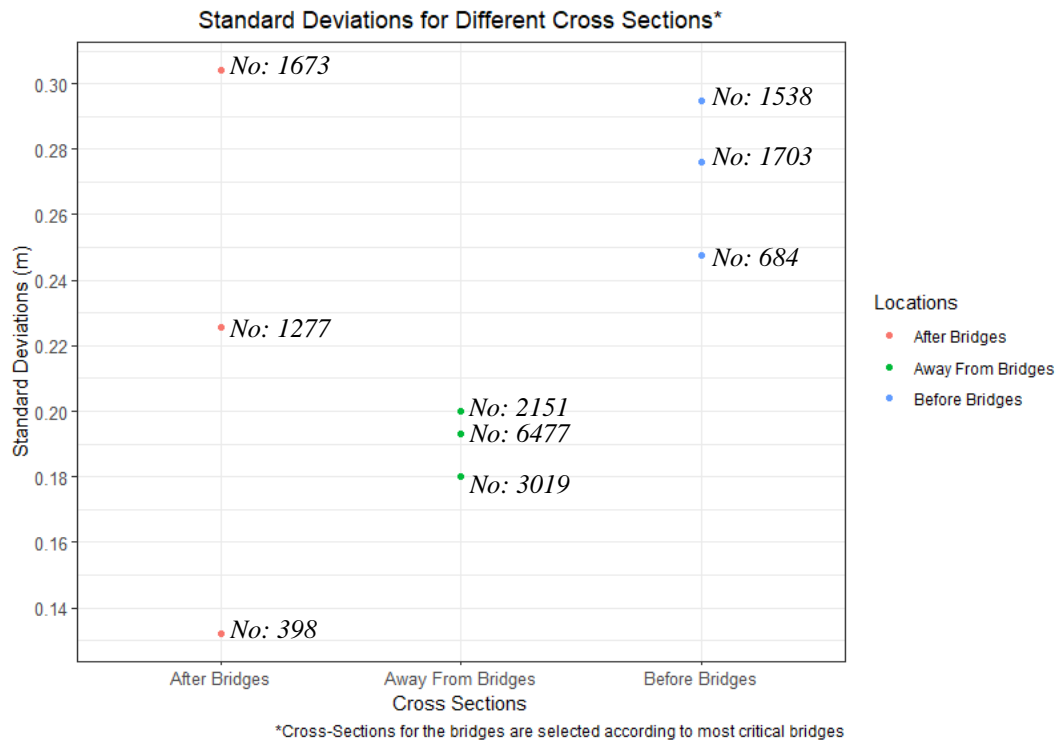 Standard Deviations for Different Cross Sections*
No: 1673
0.30
No: 1538
0.28
No: 1703
0.26
No: 684
0.24
Standard Deviations (m)
Locations
No: 1277
After Bridges
0.22
Away From Bridges
Before Bridges
No: 2151
0.20
No: 6477
0.18
No: 3019
0.16
0.14
No: 398
After Bridges Away From Bridges Before Bridges
Cross Sections
*Cross-Sections for the bridges are selected according to most critical bridges